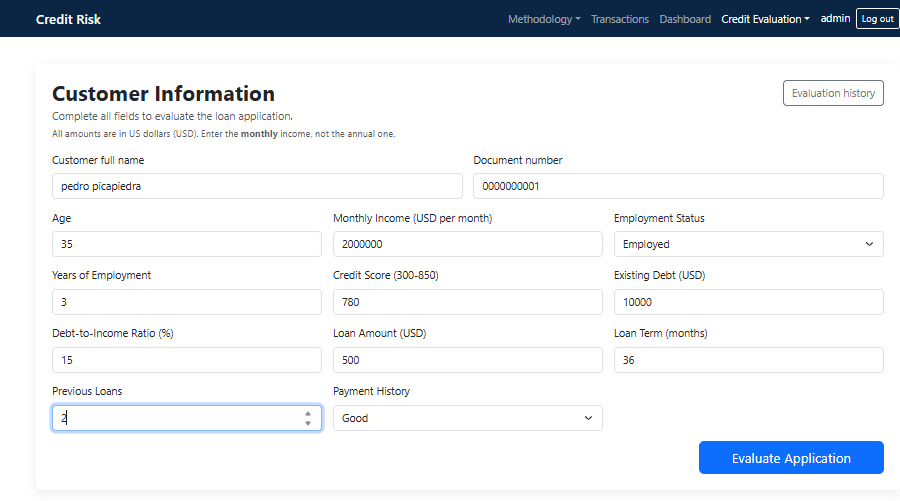 Credit Risk Methodology Transactions Dashboard Credit Evaluation admin Log out
Customer Information Evaluation history
Complete all fields to evaluate the loan application.
All amounts are in US dollars (USD). Enter the monthly income, not the annual one.
Customer full name Document number
pedro picapiedra 0000000001
Age Monthly Income (USD per month) Employment Status
35 2000000 Employed
Years of Employment Credit Score (300-850) Existing Debt (USD)
3 780 10000
Debt-to-Income Ratio (%) Loan Amount (USD) Loan Term (months)
15 500 36
Previous Loans Payment History
2 Good
Evaluate Application